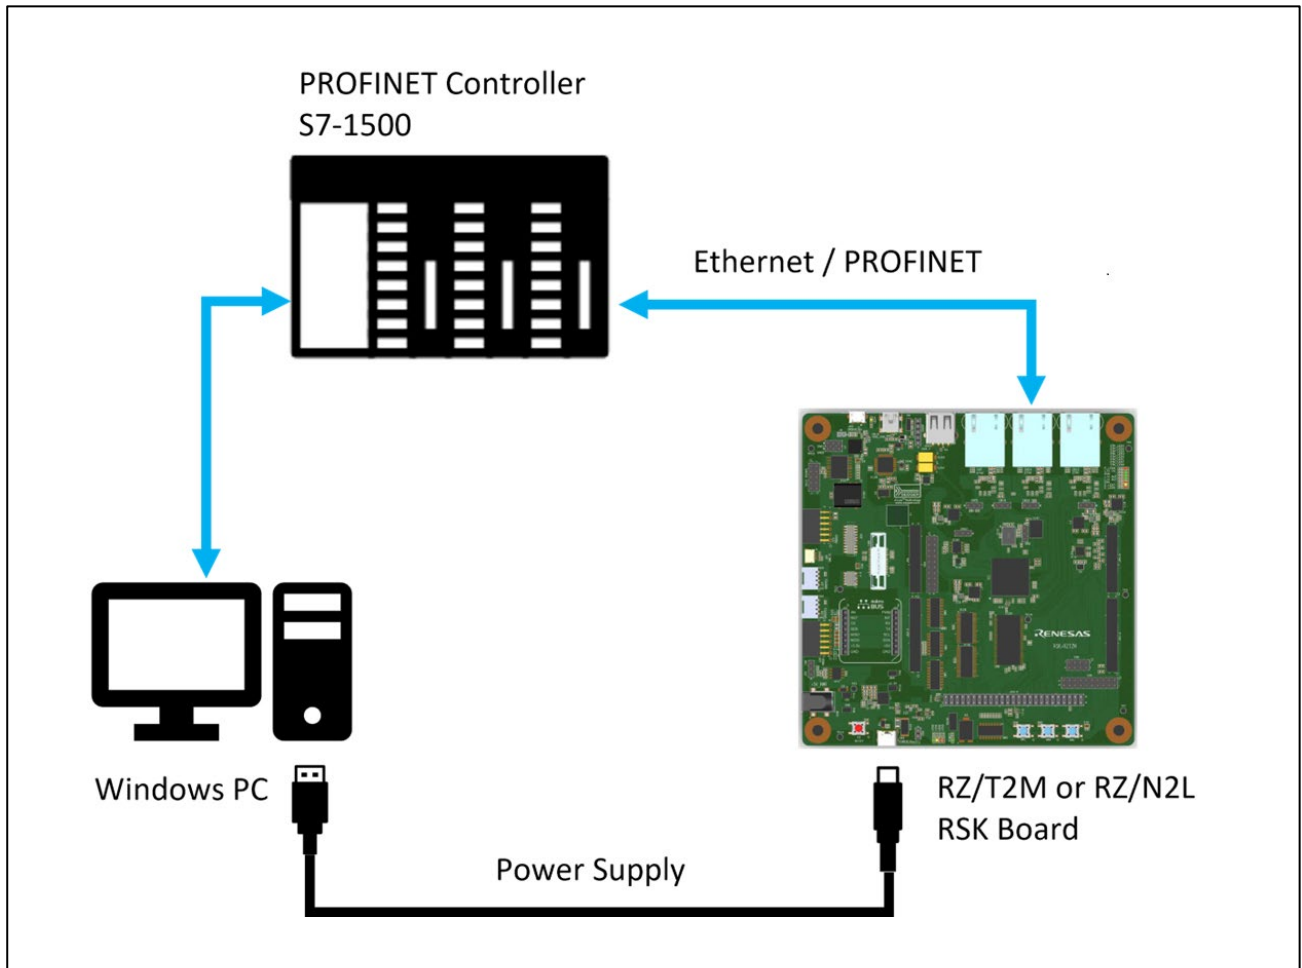 PROFINET Controller
S7-1500
Ethernet / PROFINET
RENESAS
Windows PC
RZ/T2M or RZ/N2L
RSK Board
Power Supply